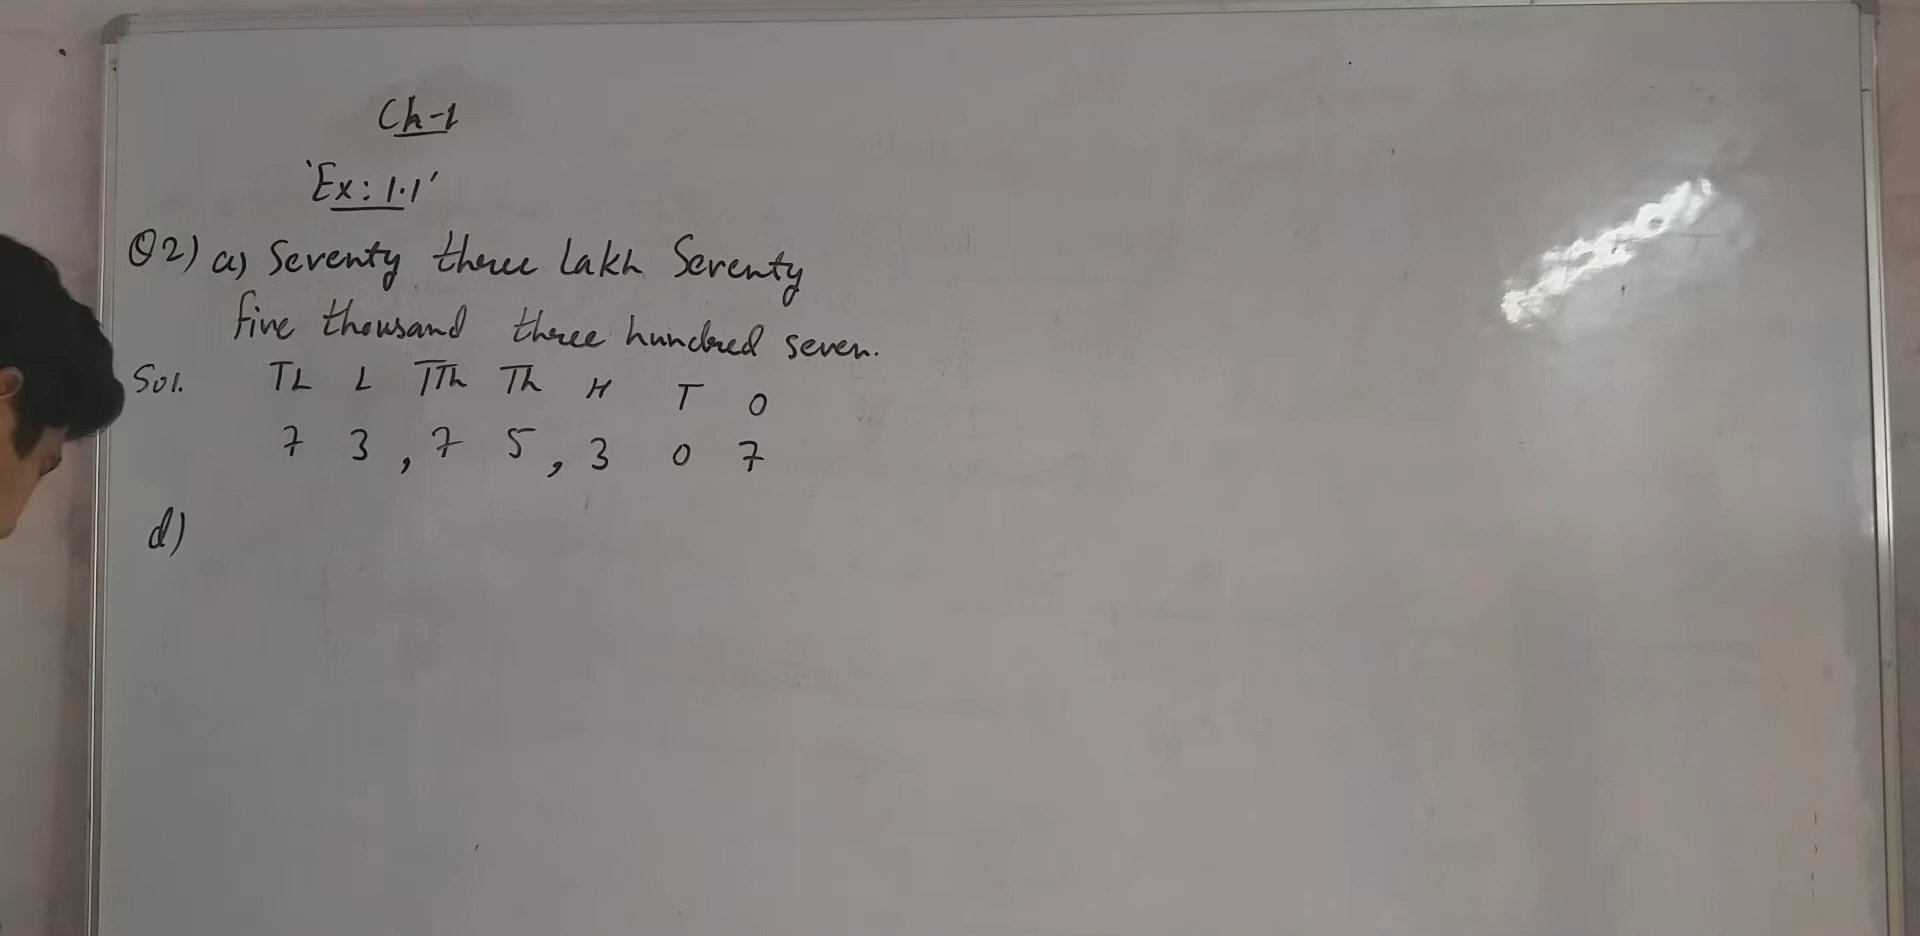 Ch-1
'Ex: 1.1'
Q2) a) Seventy three lakh Seventy
five thousand three hundred seven.
Sol. TL L TTh Th H T O
7 3 , 7 5 , 3 0 7
d)